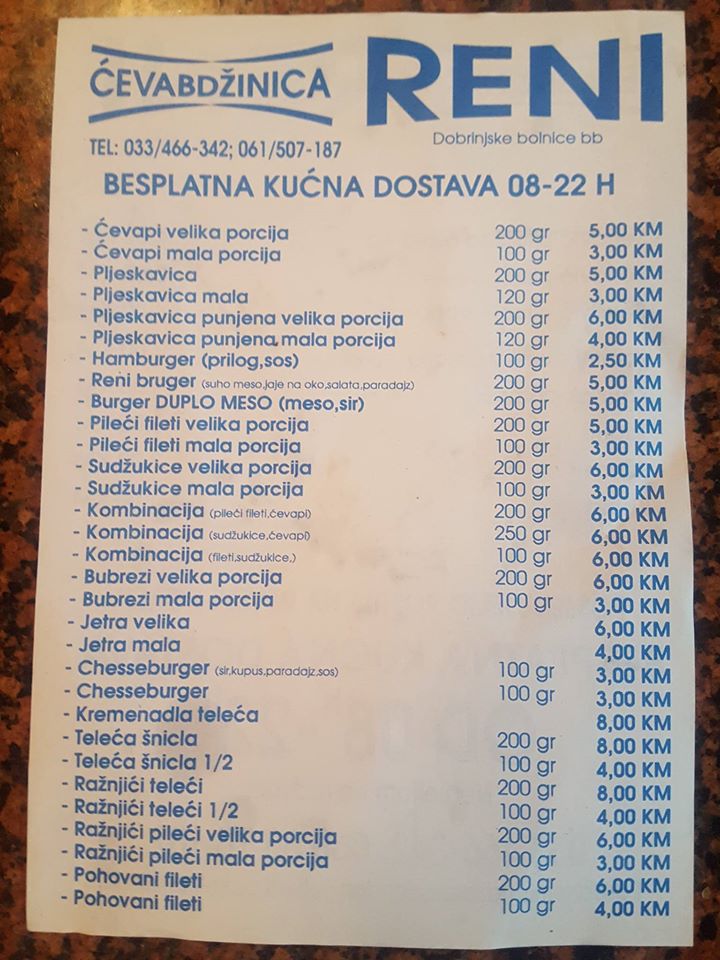 ĆEVABDŽINICA RENI
Dobrinjske bolnice bb
TEL: 033/466-342; 061/507-187
BESPLATNA KUĆNA DOSTAVA 08-22 H
- Ćevapi velika porcija 200 gr 5,00 KM
- Ćevapi mala porcija 100 gr 3,00 KM
- Pljeskavica 200 gr 5,00 KM
- Pljeskavica mala 120 gr 3,00 KM
- Pljeskavica punjena velika porcija 200 gr 6,00 KM
- Pljeskavica punjena mala porcija 120 gr 4,00 KM
- Hamburger (prilog,sos) 100 gr 2,50 KM
- Reni bruger (suho meso,jaje na oko,salata,paradajz) 200 gr 5,00 KM
- Burger DUPLO MESO (meso,sir) 200 gr 5,00 KM
- Pileći fileti velika porcija 200 gr 5,00 KM
- Pileći fileti mala porcija 100 gr 3,00 KM
- Sudžukice velika porcija 200 gr 6,00 KM
- Sudžukice mala porcija 100 gr 3,00 KM
- Kombinacija (pileći fileti,ćevapi) 200 gr 6,00 KM
- Kombinacija (sudžukice,ćevapi) 250 gr 6,00 KM
- Kombinacija (fileti,sudžukice,) 100 gr 6,00 KM
- Bubrezi velika porcija 200 gr 6,00 KM
- Bubrezi mala porcija 100 gr 3,00 KM
- Jetra velika 6,00 KM
- Jetra mala 4,00 KM
- Chesseburger (sir,kupus,paradajz,sos) 100 gr 3,00 KM
- Chesseburger 100 gr 3,00 KM
- Kremenadla teleća 8,00 KM
- Teleća šnicla 200 gr 8,00 KM
- Teleća šnicla 1/2 100 gr 4,00 KM
- Ražnjići teleći 200 gr 8,00 KM
- Ražnjići teleći 1/2 100 gr 4,00 KM
- Ražnjići pileći velika porcija 200 gr 6,00 KM
- Ražnjići pileći mala porcija 100 gr 3,00 KM
- Pohovani fileti 200 gr 6,00 KM
- Pohovani fileti 100 gr 4,00 KM